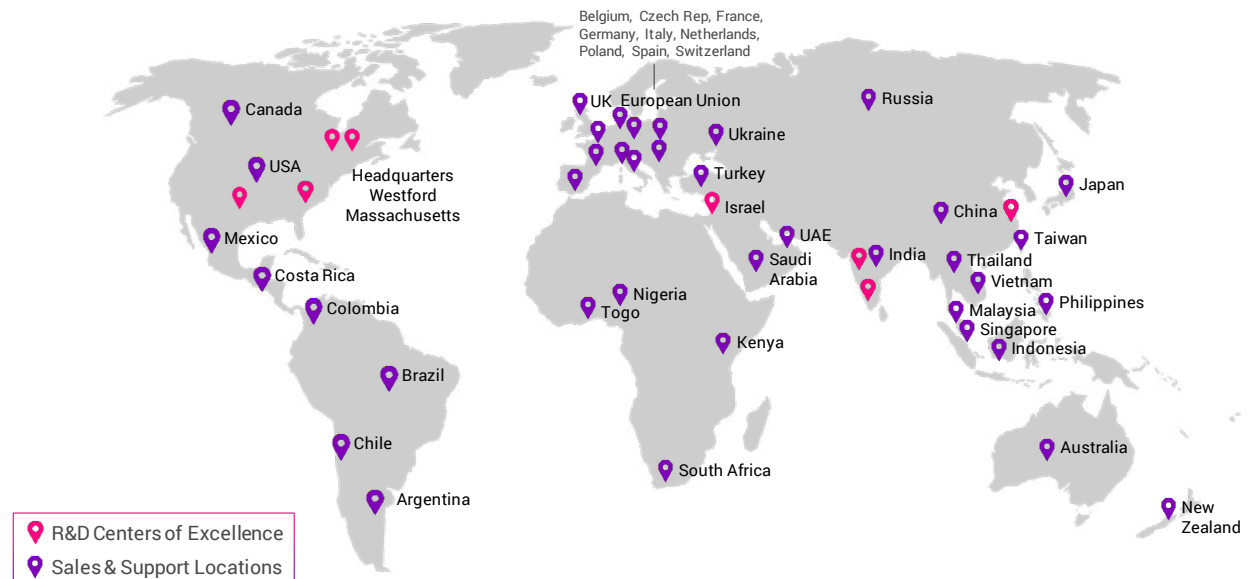 Belgium, Czech Rep, France,
Germany, Italy, Netherlands,
Poland, Spain, Switzerland
Canada
UK
European Union
Russia
Ukraine
USA
Headquarters
Westford
Massachusetts
Turkey
Japan
Israel
China
Mexico
UAE
Taiwan
India
Saudi
Arabia
Thailand
Costa Rica
Vietnam
Nigeria
Colombia
Togo
Malaysia
Philippines
Singapore
Kenya
Indonesia
Brazil
Chile
Australia
South Africa
Argentina
New
Zealand
R&D Centers of Excellence
Sales & Support Locations